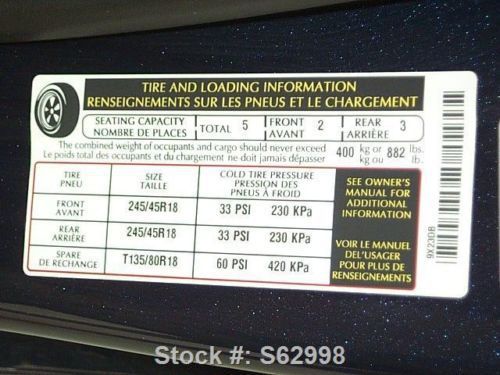 TIRE AND LOADING INFORMATION
RENSEIGNEMENTS SUR LES PNEUS ET LE CHARGEMENT
SEATING CAPACITY
NOMBRE DE PLACES
TOTAL 5
FRONT
AVANT 2
REAR
ARRIÈRE 3
The combined weight of occupants and cargo should never exceed
Le poids total des occupants et du chargement ne doit jamais dépasser
400 kg or 882 lbs.
kg ou lb.
TIRE
PNEU
SIZE
TAILLE
COLD TIRE PRESSURE
PRESSION DES
PNEUS À FROID
FRONT
AVANT
245/45R18
33 PSI 230 KPa
REAR
ARRIÈRE
245/45R18
33 PSI 230 KPa
SPARE
DE RECHANGE
T135/80R18
60 PSI 420 KPa
SEE OWNER'S
MANUAL FOR
ADDITIONAL
INFORMATION
VOIR LE MANUEL
DEL'USAGER
POUR PLUS DE
RENSEIGNEMENTS
9X23DB
Stock #: S62998